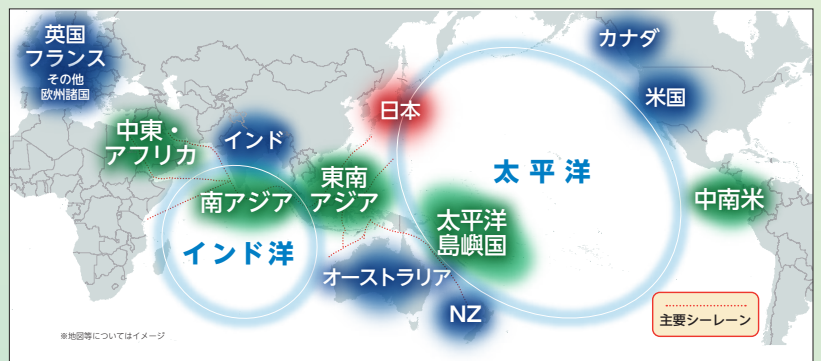 英国
フランス
その他
欧州諸国
カナダ
米国
日本
中東・
アフリカ
インド
南アジア
東南
アジア
太平洋
中南米
太平洋
島嶼国
インド洋
オーストラリア
NZ
主要シーレーン
※地図等についてはイメージ